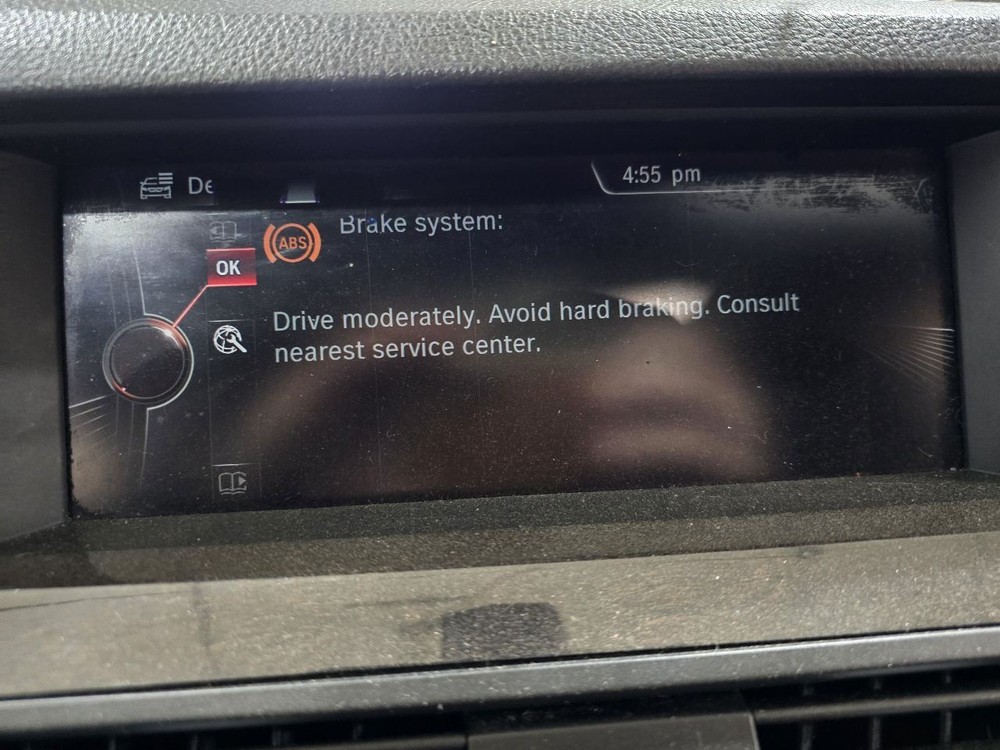 De
4:55 pm
ABS
Brake system:
OK
Drive moderately. Avoid hard braking. Consult
nearest service center.